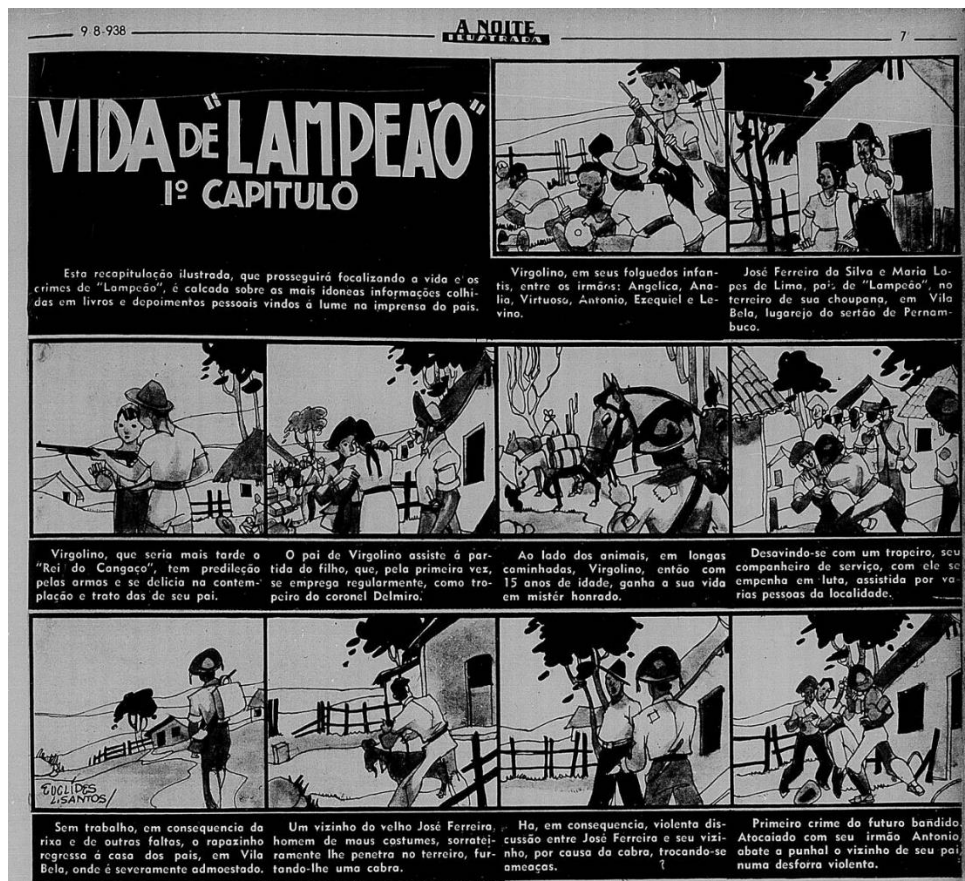 9-8-938
A NOITE
ILUSTRADA
7
VIDA DE "LAMPEÃO"
1º CAPITULO
Esta recapitulação ilustrada, que prosseguirá focalizando a vida e os
crimes de "Lampeão", é calcada sobre as mais idoneas informações colhi-
das em livros e depoimentos pessoais vindos á lume na imprensa do país.
Virgolino, em seus folguedos infan-
tis, entre os irmãos: Angelica, Ana-
lia, Virtuoso, Antonio, Ezequiel e Le-
vino.
José Ferreira da Silva e Maria Lo-
pes de Lima, pais de "Lampeão", no
terreiro de sua choupana, em Vila
Bela, lugarejo do sertão de Pernam-
buco.
Virgolino, que seria mais tarde o
"Rei do Cangaço", tem predileção
pelas armas e se delicia na contem-
plação e trato das de seu pai.
O pai de Virgolino assiste á par-
tida do filho, que, pela primeira vez,
se emprega regularmente, como tro-
peiro do coronel Delmiro.
Ao lado dos animais, em longas
caminhadas, Virgolino, então com
15 anos de idade, ganha a sua vida
em mistér honrado.
Desavindo-se com um tropeiro, seu
companheiro de serviço, com ele se
empenha em luta, assistida por va-
rias pessoas da localidade.
EUCLÍDES
L. SANTOS/
Sem trabalho, em consequencia da
rixa e de outras faltas, o rapazinho
regressa á casa dos pais, em Vila
Bela, onde é severamente admoestado.
Um vizinho do velho José Ferreira,
homem de maus costumes, sorratei-
ramente lhe penetra no terreiro, fur-
tando-lhe uma cabra.
Ha, em consequencia, violenta dis-
cussão entre José Ferreira e seu vizi-
nho, por causa da cabra, trocando-se
ameaças.
Primeiro crime do futuro bandido.
Atocaiado com seu irmão Antonio,
abate a punhal o vizinho de seu pai,
numa desforra violenta.